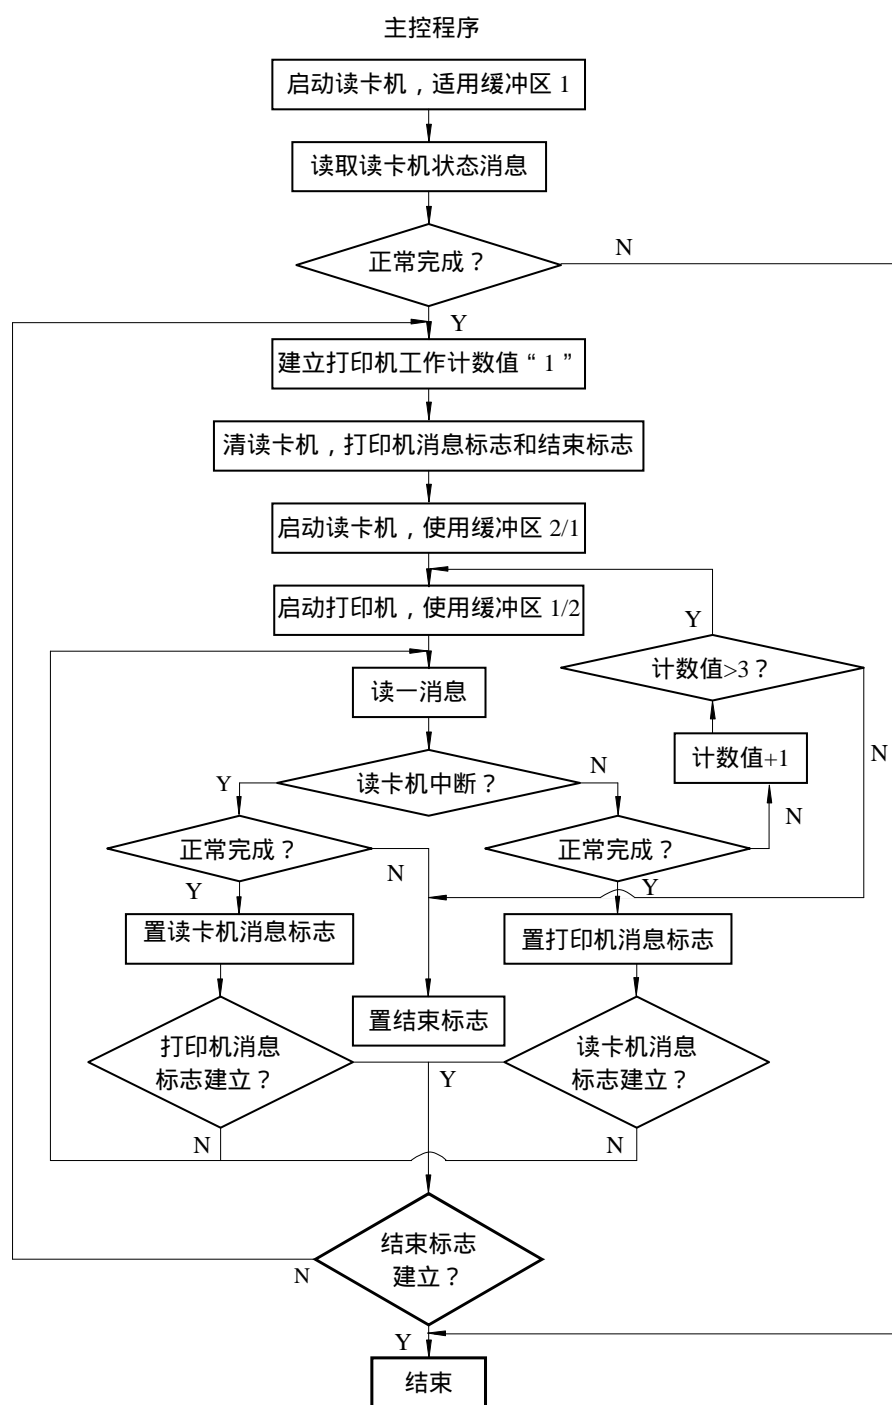 主控程序
启动读卡机，适用缓冲区 1
读取读卡机状态消息
正常完成？
N
Y
建立打印机工作计数值“1”
清读卡机，打印机消息标志和结束标志
启动读卡机，使用缓冲区 2/1
启动打印机，使用缓冲区 1/2
Y
计数值>3？
读一消息
计数值+1
N
Y
读卡机中断？
N
N
正常完成？
正常完成？
N
Y
Y
置读卡机消息标志
置打印机消息标志
置结束标志
打印机消息
标志建立？
Y
读卡机消息
标志建立？
N
N
结束标志
建立？
N
Y
结束